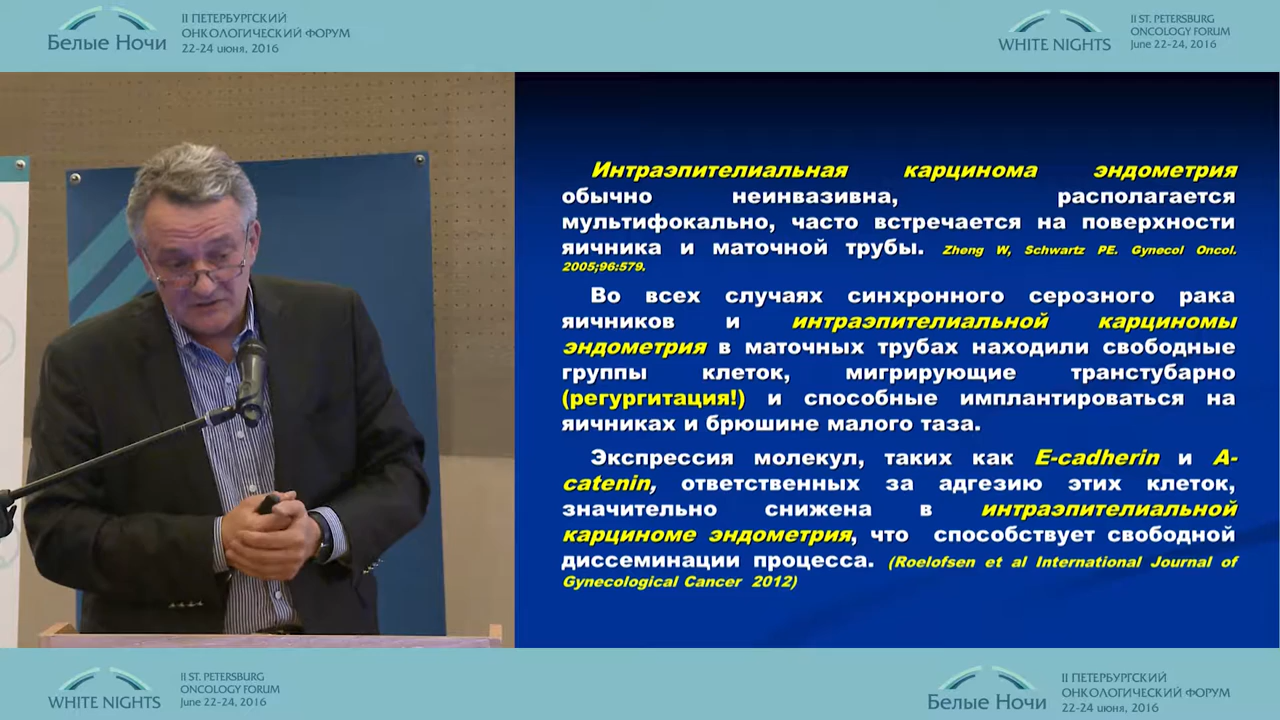 Белые Ночи
II ПЕТЕРБУРГСКИЙ
ОНКОЛОГИЧЕСКИЙ ФОРУМ
22-24 июня, 2016
WHITE NIGHTS
II ST. PETERSBURG
ONCOLOGY FORUM
June 22-24, 2016
Интраэпителиальная карцинома эндометрия
обычно неинвазивна, располагается
мультифокально, часто встречается на поверхности
яичника и маточной трубы. Zheng W, Schwartz PE. Gynecol Oncol.
2005;96:579.
Во всех случаях синхронного серозного рака
яичников и интраэпителиальной карциномы
эндометрия в маточных трубах находили свободные
группы клеток, мигрирующие транстубарно
(регургитация!) и способные имплантироваться на
яичниках и брюшине малого таза.
Экспрессия молекул, таких как E-cadherin и A-
catenin, ответственных за адгезию этих клеток,
значительно снижена в интраэпителиальной
карциноме эндометрия, что способствует свободной
диссеминации процесса. (Roelofsen et al International Journal of
Gynecological Cancer 2012)
WHITE NIGHTS
II ST. PETERSBURG
ONCOLOGY FORUM
June 22-24, 2016
Белые Ночи
II ПЕТЕРБУРГСКИЙ
ОНКОЛОГИЧЕСКИЙ ФОРУМ
22-24 июня, 2016